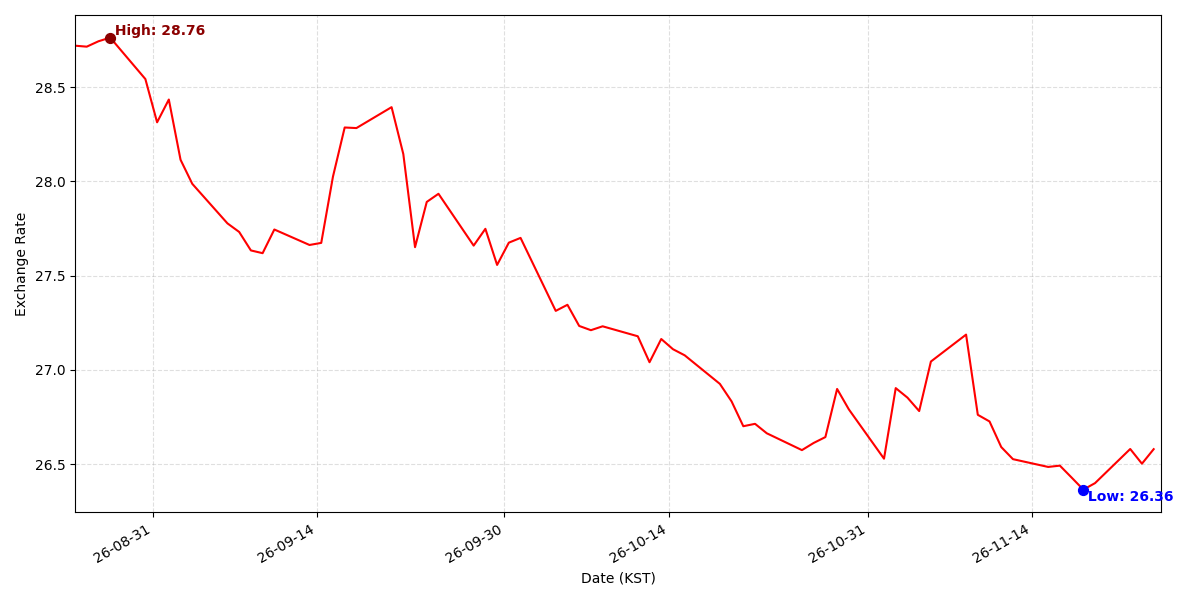 High: 28.76
28.5
28.0
27.5
27.0
26.5
Exchange Rate
Low: 26.36
26-08-31
26-09-14
26-09-30
26-10-14
26-10-31
26-11-14
Date (KST)